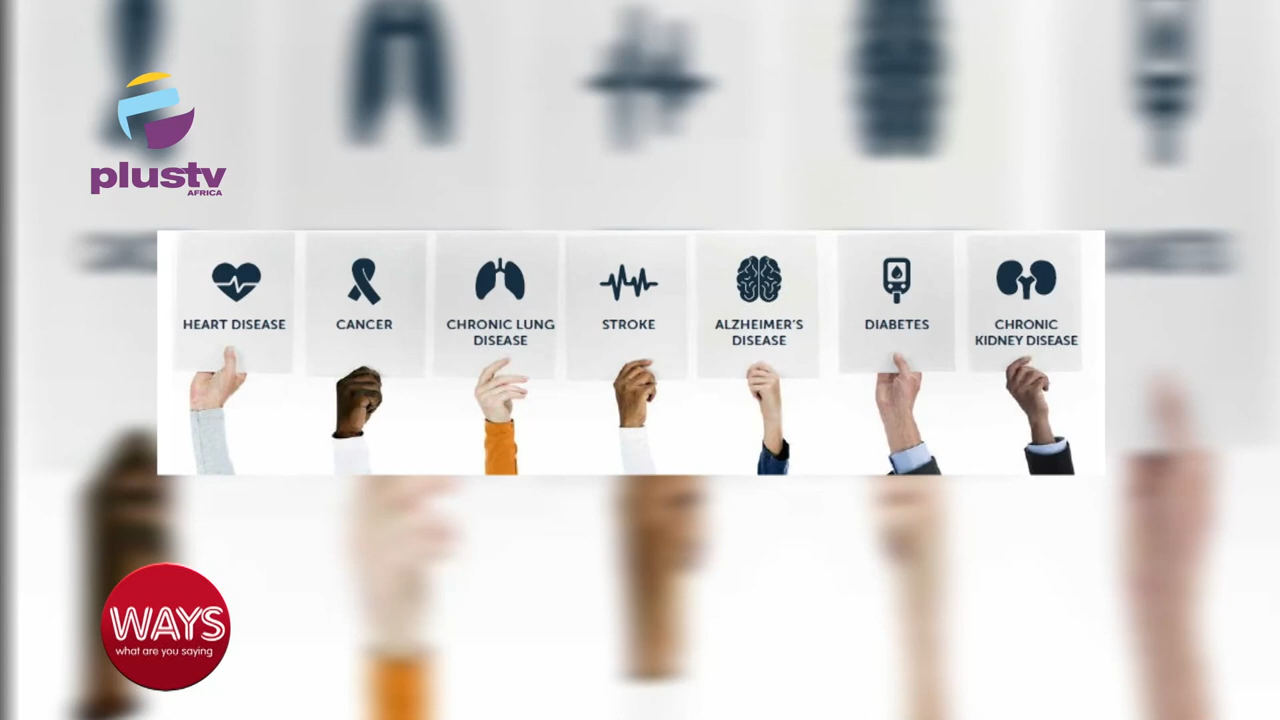 plustv
AFRICA
HEART DISEASE
CANCER
CHRONIC LUNG
DISEASE
STROKE
ALZHEIMER'S
DISEASE
DIABETES
CHRONIC
KIDNEY DISEASE
WAYS
what are you saying